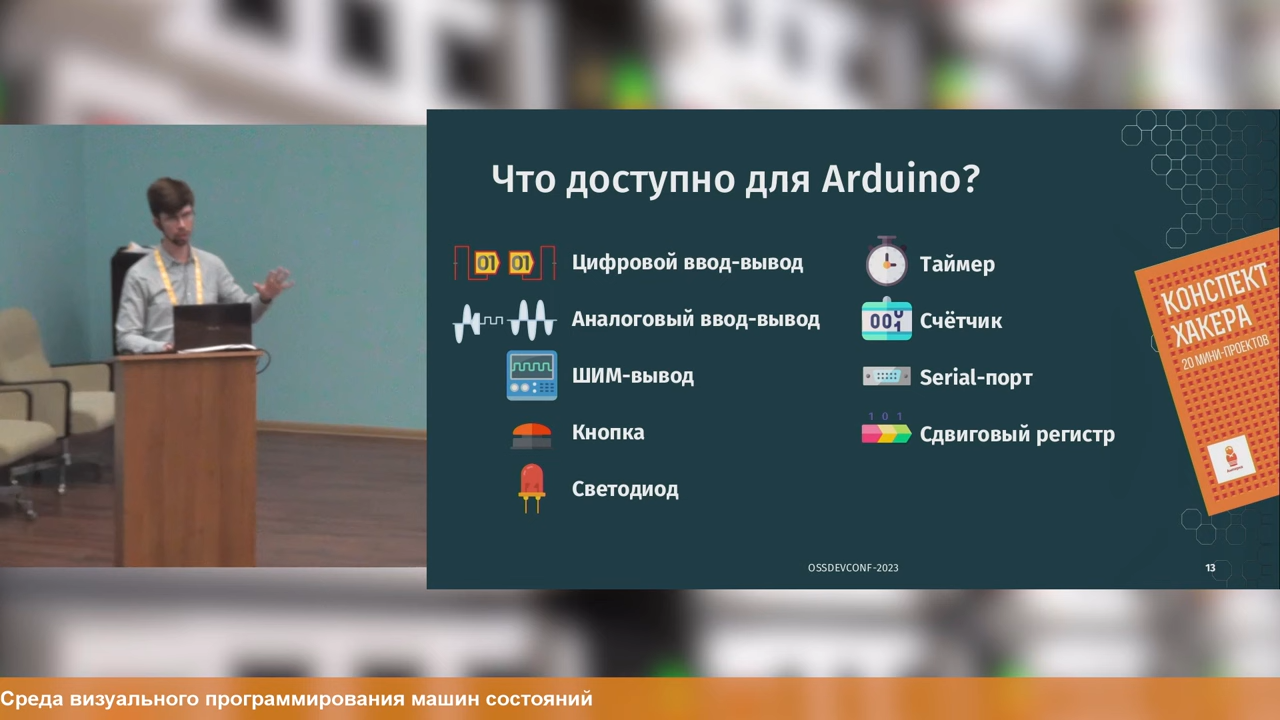 Что доступно для Arduino?
01 01
Цифровой ввод-вывод
Аналоговый ввод-вывод
ШИМ-вывод
Кнопка
Светодиод
Таймер
001
Счётчик
Serial-порт
1 0 1
Сдвиговый регистр
КОНСПЕКТ
ХАКЕРА
20 МИНИ-ПРОЕКТОВ
OSSDEVCONF-2023
13
Среда визуального программирования машин состояний